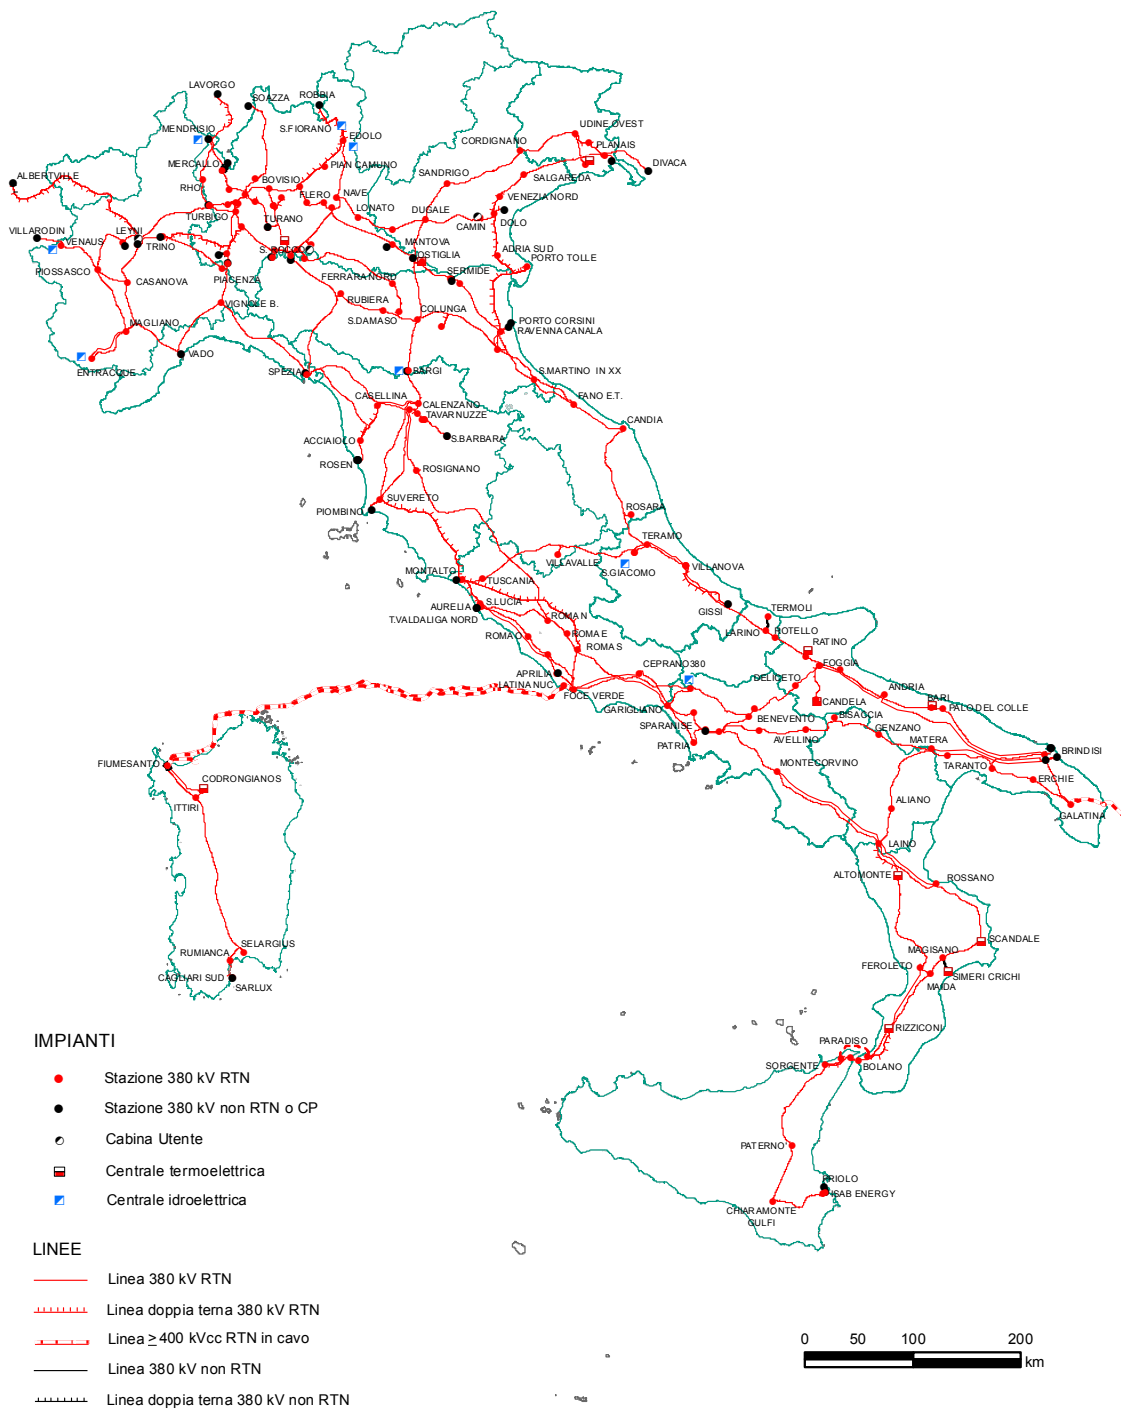 LAVORGO
SOAZZA
ROBBIA
MENDRISIO
S.FIORANO
EDOLO
UDINE OVEST
CORDIGNANO
PLANAIS
MERCALLO
PIAN CAMUNO
DIVACA
ALBERTVILLE
RHO
BOVISIO
SANDRIGO
SALGAREDA
FLERO
NAVE
VENEZIA NORD
TURBIGO
LONATO
DUGALE
TURANO
CAMIN
DOLO
VILLARODIN
LEYNI
VENAUS
TRINO
S. ROCCO
MANTOVA
OSTIGLIA
ADRIA SUD
PORTO TOLLE
PIOSSASCO
CASANOVA
PIACENZA
FERRARA NORD
SERMIDE
VIGNOLE B.
RUBIERA
COLUNGA
S.DAMASO
PORTO CORSINI
RAVENNA CANALA
MAGLIANO
VADO
ENTRACQUE
SPEZIA
BARGI
S.MARTINO IN XX
CASELLINA
CALENZANO
TAVARNUZZE
FANO E.T.
CANDIA
ACCIAIOLO
S.BARBARA
ROSEN
ROSIGNANO
SUVERETO
PIOMBINO
ROSARA
TERAMO
VILLAVALLE
S.GIACOMO
VILLANOVA
MONTALTO
TUSCANIA
AURELIA
S.LUCIA
GISSI
TERMOLI
T.VALDALIGA NORD
ROMA N
LARINO
ROTELLO
ROMA O
ROMA E
ROMA S
RATINO
CEPRANO380
FOGGIA
APRILIA
LATINA NUC
DELICETO
ANDRIA
FOCE VERDE
CANDELA
BARI
PALO DEL COLLE
GARIGLIANO
BISACCIA
SPARANISE
BENEVENTO
GENZANO
PATRIA
AVELLINO
MATERA
BRINDISI
FIUMESANTO
MONTECORVINO
TARANTO
CODRONGIANOS
ERCHIE
ITTIRI
ALIANO
GALATINA
LAINO
ALTOMONTE
ROSSANO
SELARGIUS
SCANDALE
RUMIANCA
MAGISANO
FEROLETO
CAGLIARI SUD
SIMERI CRICHI
SARLUX
MAIDA
RIZZICONI
PARADISO
SORGENTE
BOLANO
PATERNO'
PRIOLO
ISAB ENERGY
CHIARAMONTE
GULFI
IMPIANTI
Stazione 380 kV RTN
Stazione 380 kV non RTN o CP
Cabina Utente
Centrale termoelettrica
Centrale idroelettrica
LINEE
Linea 380 kV RTN
Linea doppia terna 380 kV RTN
Linea ≥400 kVcc RTN in cavo
Linea 380 kV non RTN
Linea doppia terna 380 kV non RTN
0 50 100 200
km